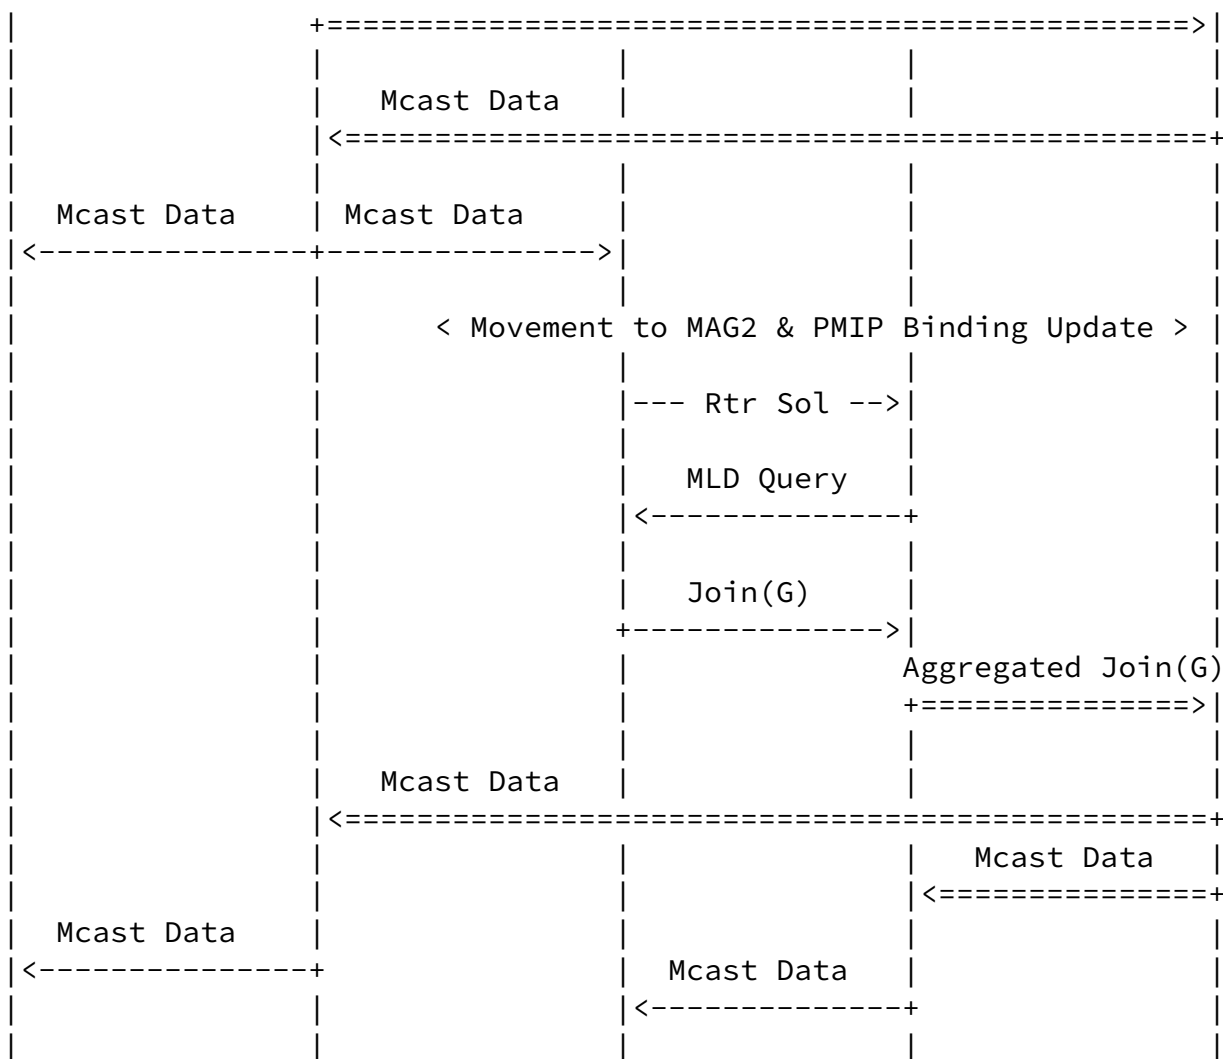 Mcast Data
Mcast Data Mcast Data
< Movement to MAG2 & PMIP Binding Update >
--- Rtr Sol -->
MLD Query
Join(G)
Aggregated Join(G)
Mcast Data
Mcast Data
Mcast Data
Mcast Data